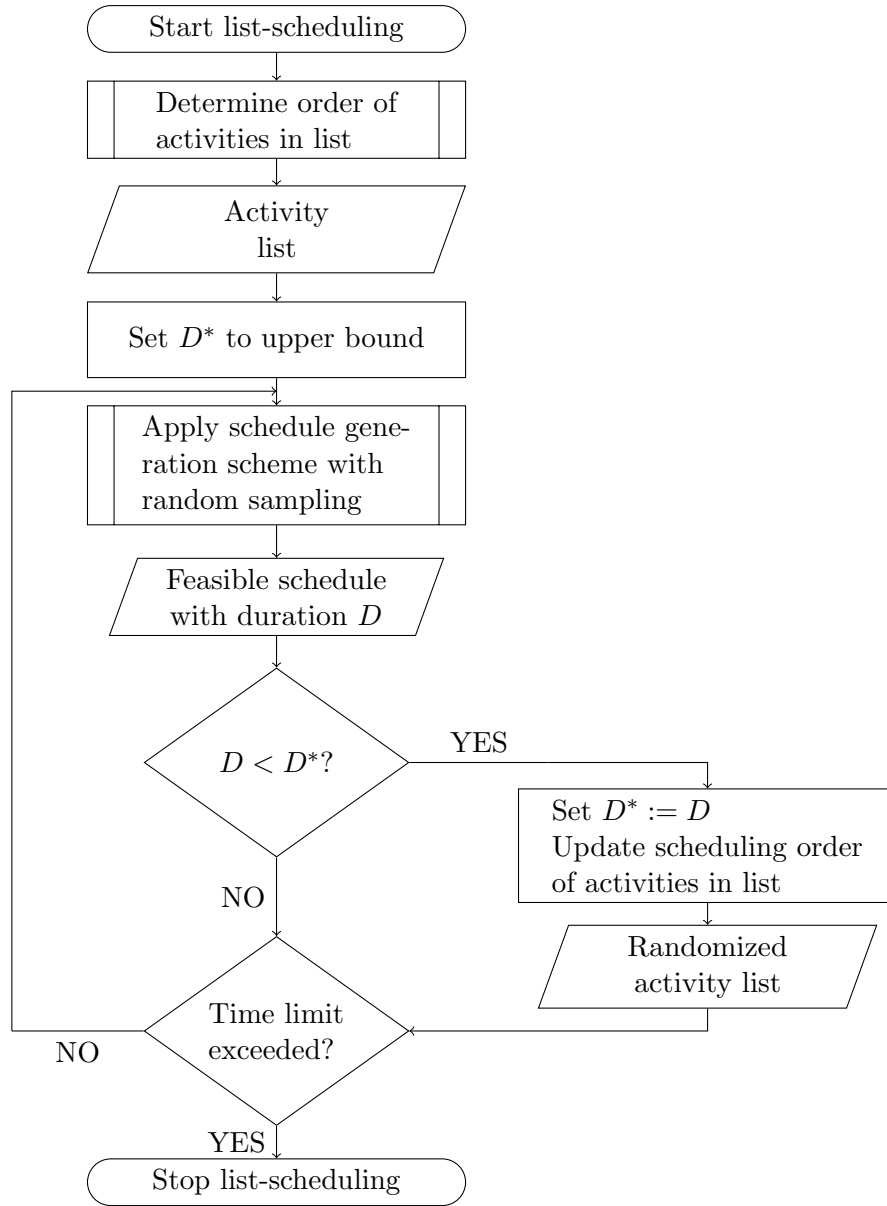 Start list-scheduling
Determine order of
activities in list
Activity
list
Set D* to upper bound
Apply schedule gene-
ration scheme with
random sampling
Feasible schedule
with duration D
D < D*?
YES
Set D* := D
Update scheduling order
of activities in list
NO
Randomized
activity list
Time limit
exceeded?
NO
YES
Stop list-scheduling